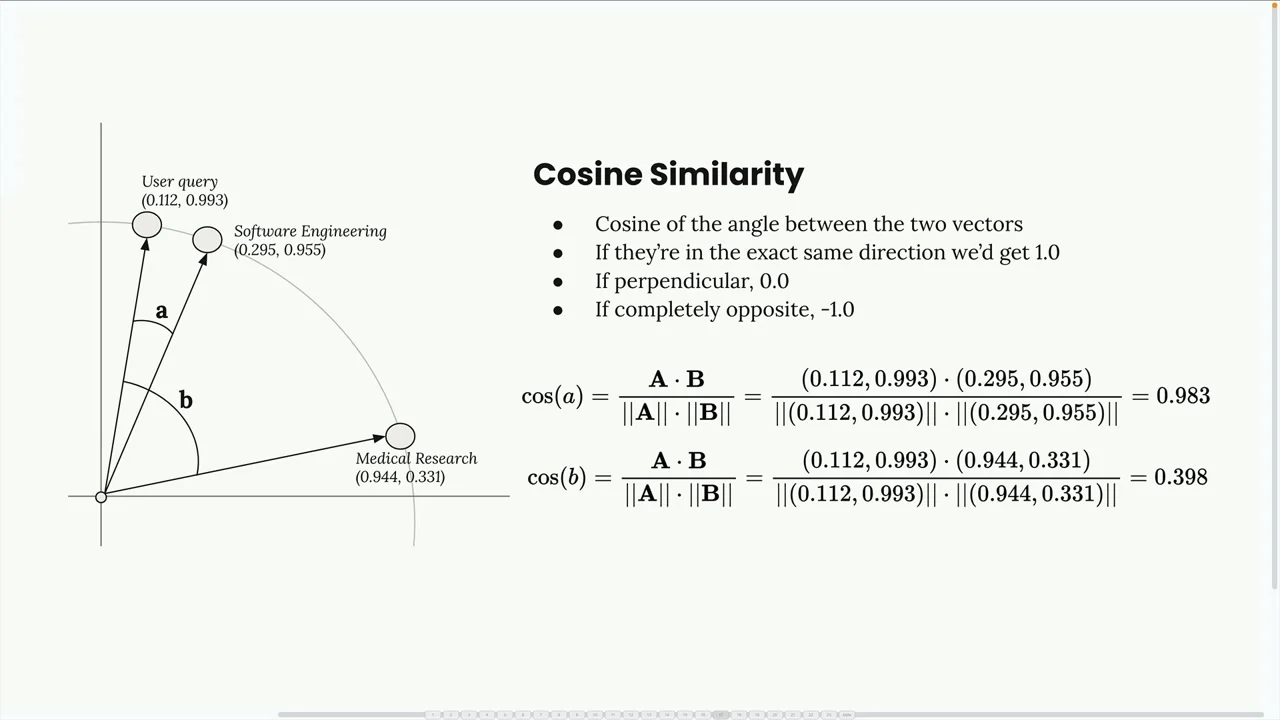 User query
(0.112, 0.993)
Software Engineering
(0.295, 0.955)
a
b
Medical Research
(0.944, 0.331)
Cosine Similarity
● Cosine of the angle between the two vectors
● If they're in the exact same direction we'd get 1.0
● If perpendicular, 0.0
● If completely opposite, -1.0
cos(a) = A · B / ||A|| · ||B|| = (0.112, 0.993) · (0.295, 0.955) / ||(0.112, 0.993)|| · ||(0.295, 0.955)|| = 0.983
cos(b) = A · B / ||A|| · ||B|| = (0.112, 0.993) · (0.944, 0.331) / ||(0.112, 0.993)|| · ||(0.944, 0.331)|| = 0.398